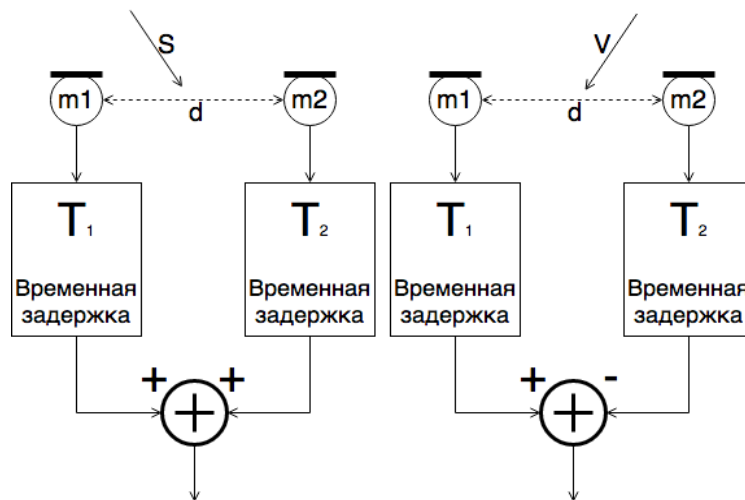 S V
m1 m2 m1 m2
d d
T1 T2 T1 T2
Временная Временная Временная Временная
задержка задержка задержка задержка
+ + + -
+ +